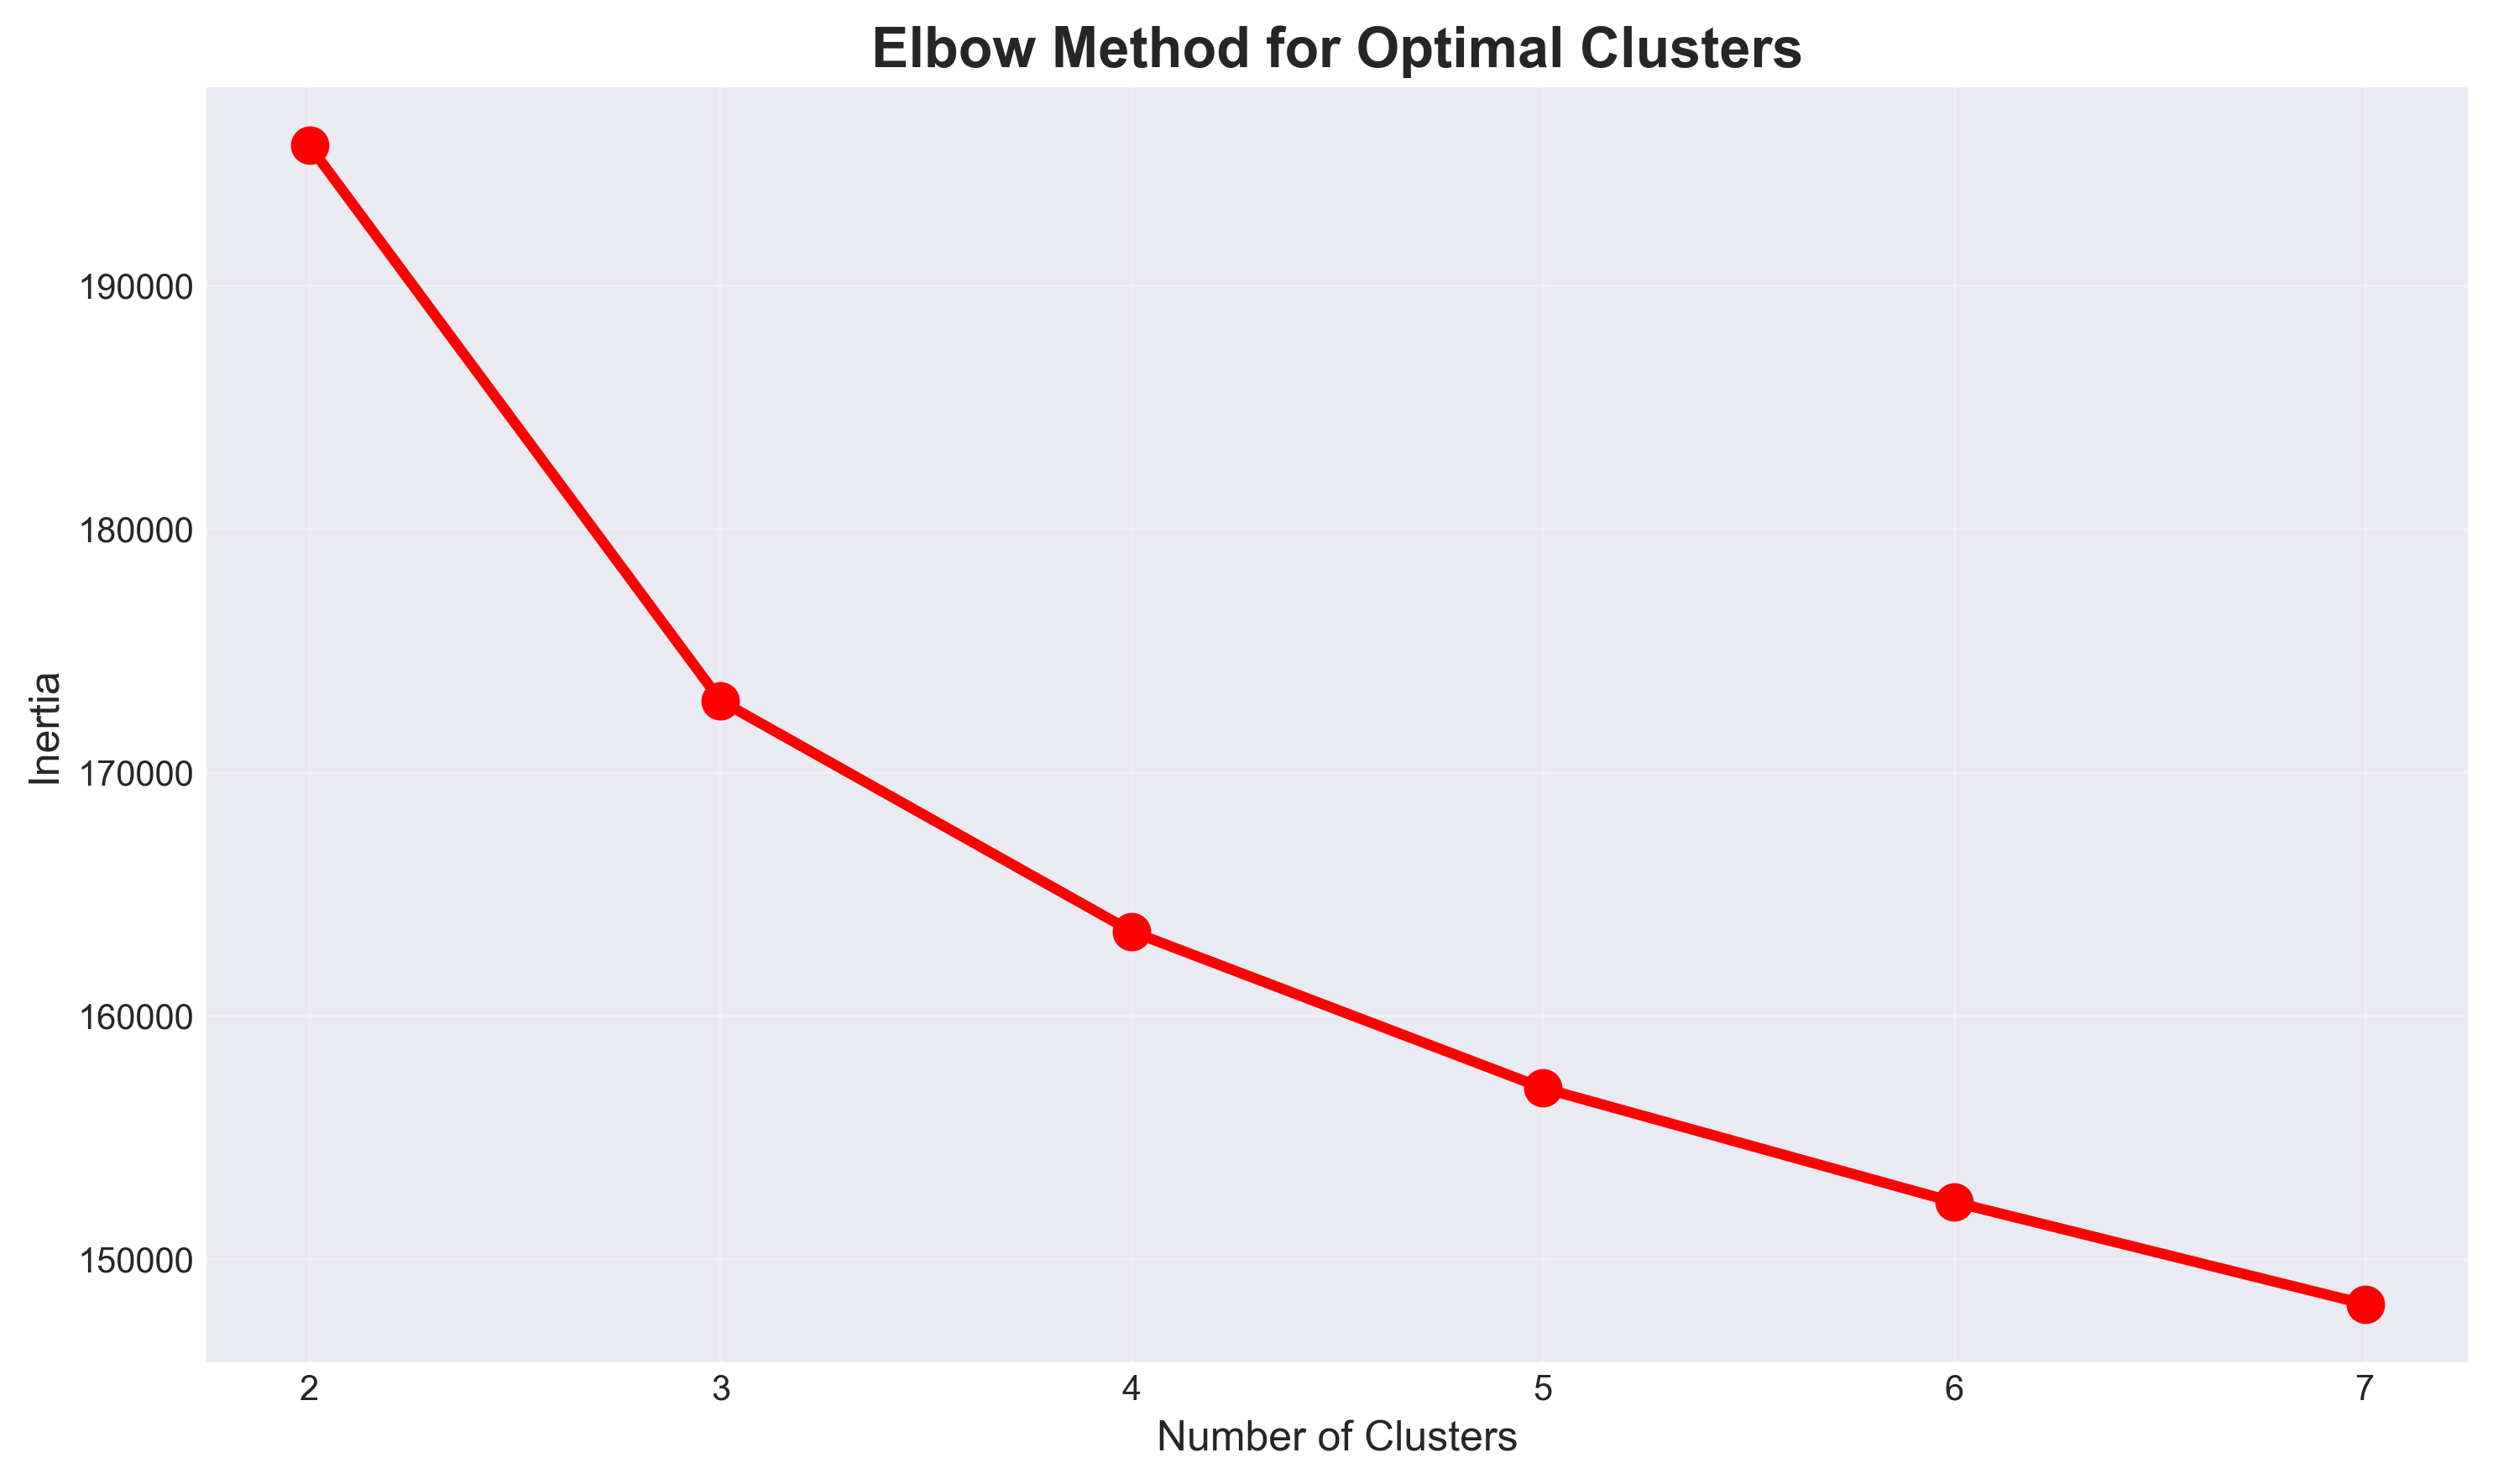 Elbow Method for Optimal Clusters
Inertia
190000
180000
170000
160000
150000
2 3 4 5 6 7
Number of Clusters